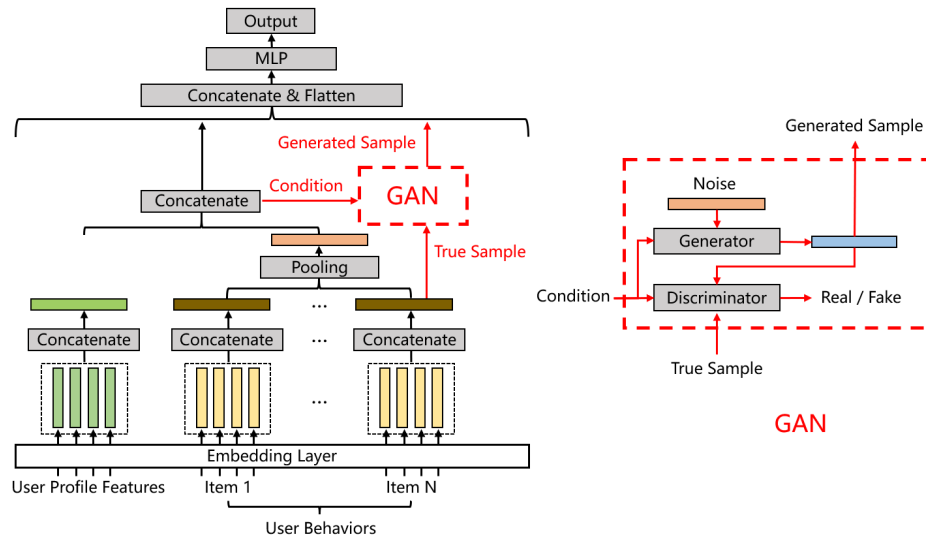 Output
MLP
Concatenate & Flatten
Generated Sample
Condition
GAN
Concatenate
True Sample
Pooling
...
Concatenate
Concatenate
...
Concatenate
...
Embedding Layer
User Profile Features
Item 1
Item N
User Behaviors
Generated Sample
Noise
Generator
Condition
Discriminator
Real / Fake
True Sample
GAN